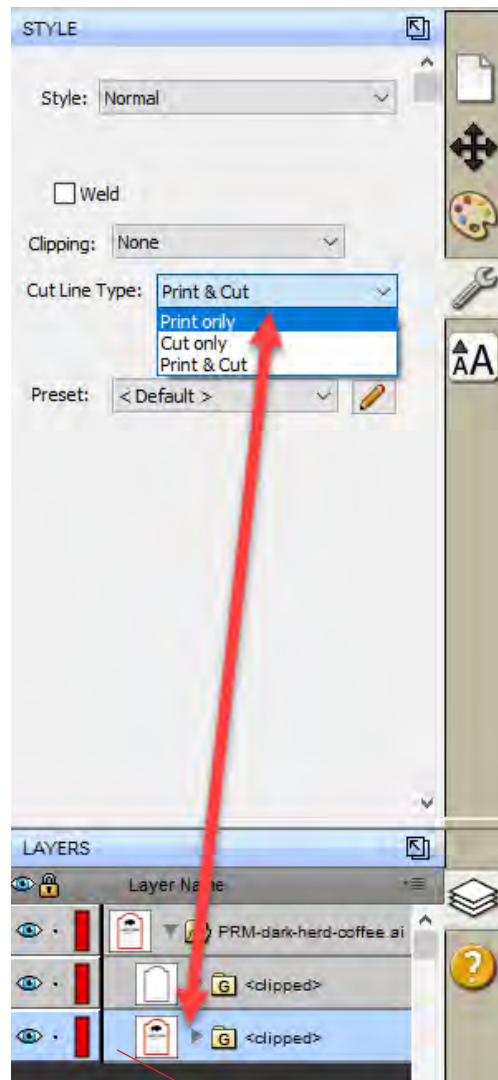 STYLE
Style: Normal
Weld
Clipping: None
Cut Line Type: Print & Cut
Print only
Cut only
Print & Cut
AA
Preset: < Default >
LAYERS
Layer Name
PRM-dark-herd-coffee.ai
G <clipped>
G <clipped>